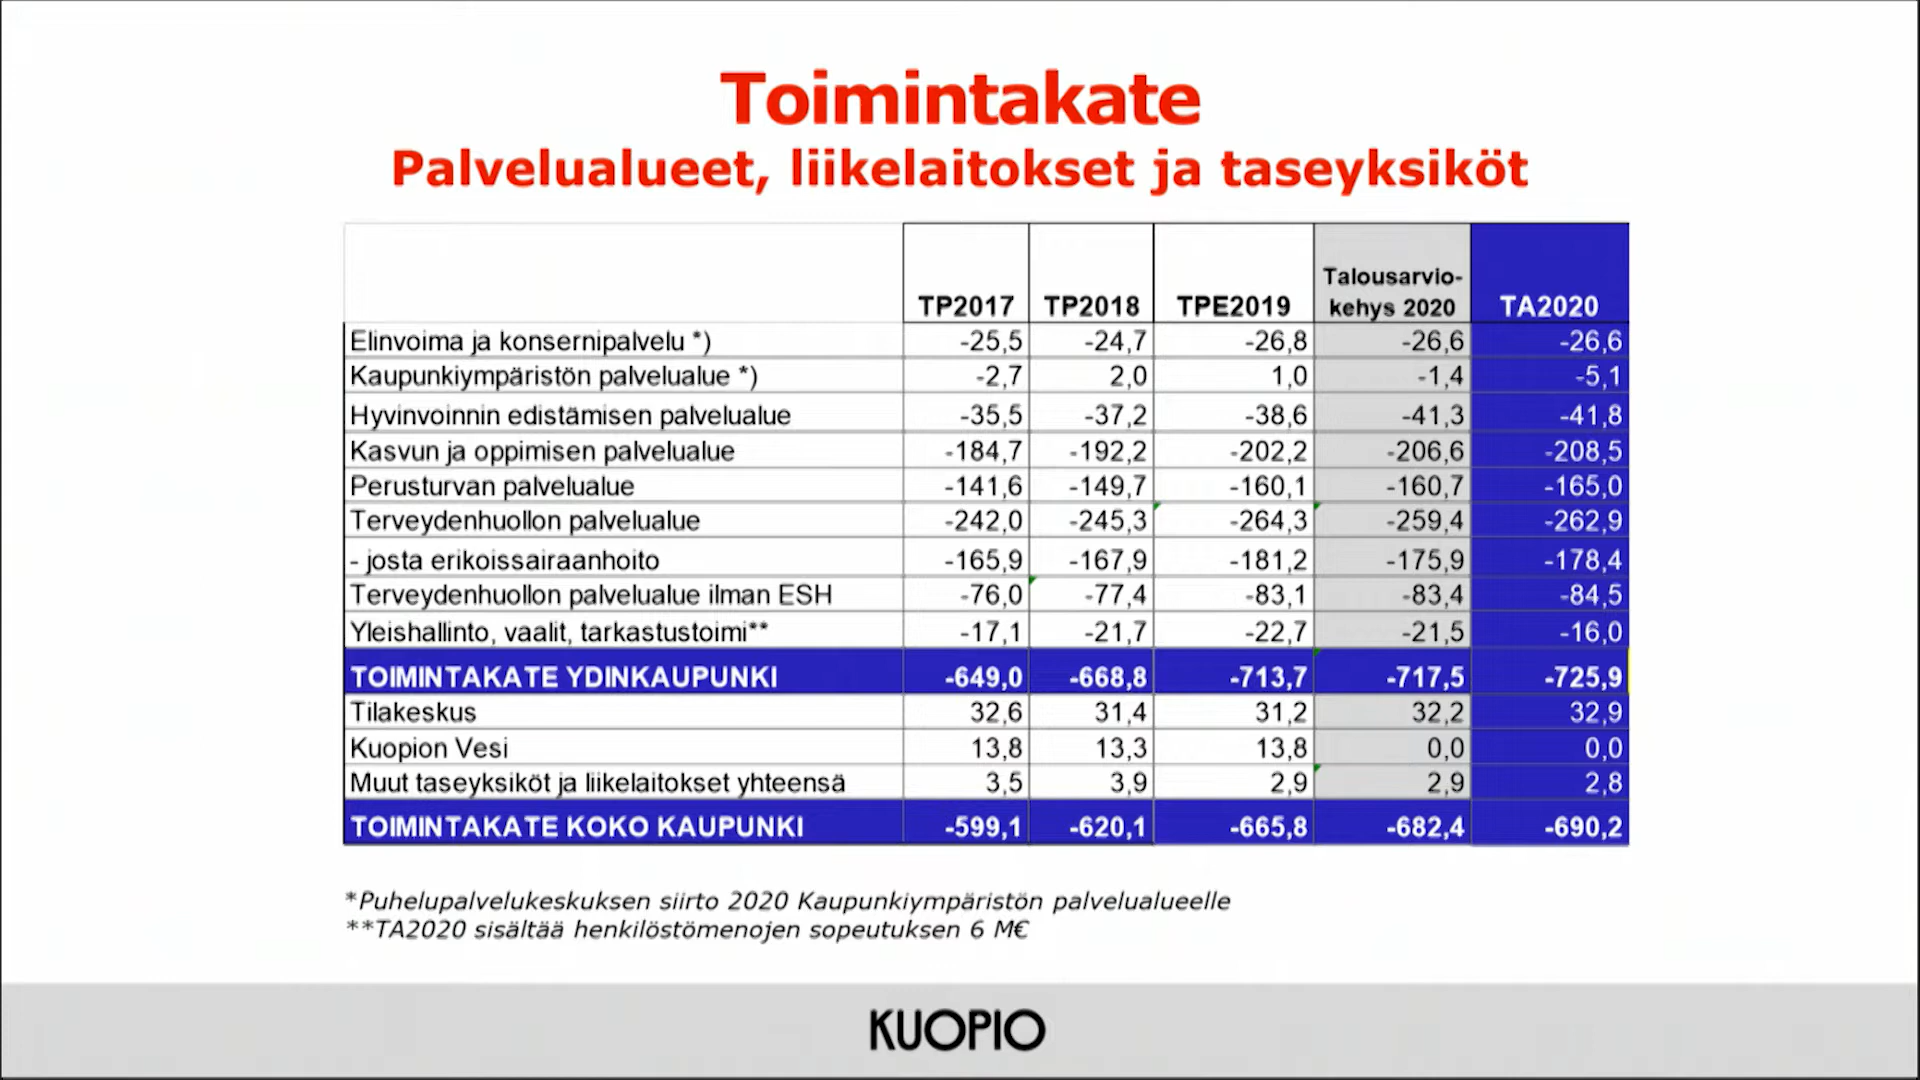 Toimintakate
Palvelualueet, liikelaitokset ja taseyksiköt
TP2017 TP2018 TPE2019 Talousarvio-kehys 2020 TA2020
Elinvoima ja konsernipalvelu *) -25,5 -24,7 -26,8 -26,6 -26,6
Kaupunkiympäristön palvelualue *) -2,7 2,0 1,0 -1,4 -5,1
Hyvinvoinnin edistämisen palvelualue -35,5 -37,2 -38,6 -41,3 -41,8
Kasvun ja oppimisen palvelualue -184,7 -192,2 -202,2 -206,6 -208,5
Perusturvan palvelualue -141,6 -149,7 -160,1 -160,7 -165,0
Terveydenhuollon palvelualue -242,0 -245,3 -264,3 -259,4 -262,9
- josta erikoissairaanhoito -165,9 -167,9 -181,2 -175,9 -178,4
Terveydenhuollon palvelualue ilman ESH -76,0 -77,4 -83,1 -83,4 -84,5
Yleishallinto, vaalit, tarkastustoimi** -17,1 -21,7 -22,7 -21,5 -16,0
TOIMINTAKATE YDINKAUPUNKI -649,0 -668,8 -713,7 -717,5 -725,9
Tilakeskus 32,6 31,4 31,2 32,2 32,9
Kuopion Vesi 13,8 13,3 13,8 0,0 0,0
Muut taseyksiköt ja liikelaitokset yhteensä 3,5 3,9 2,9 2,9 2,8
TOIMINTAKATE KOKO KAUPUNKI -599,1 -620,1 -665,8 -682,4 -690,2
*Puhelupalvelukeskuksen siirto 2020 Kaupunkiympäristön palvelualueelle
**TA2020 sisältää henkilöstömenojen sopeutuksen 6 M€
KUOPIO